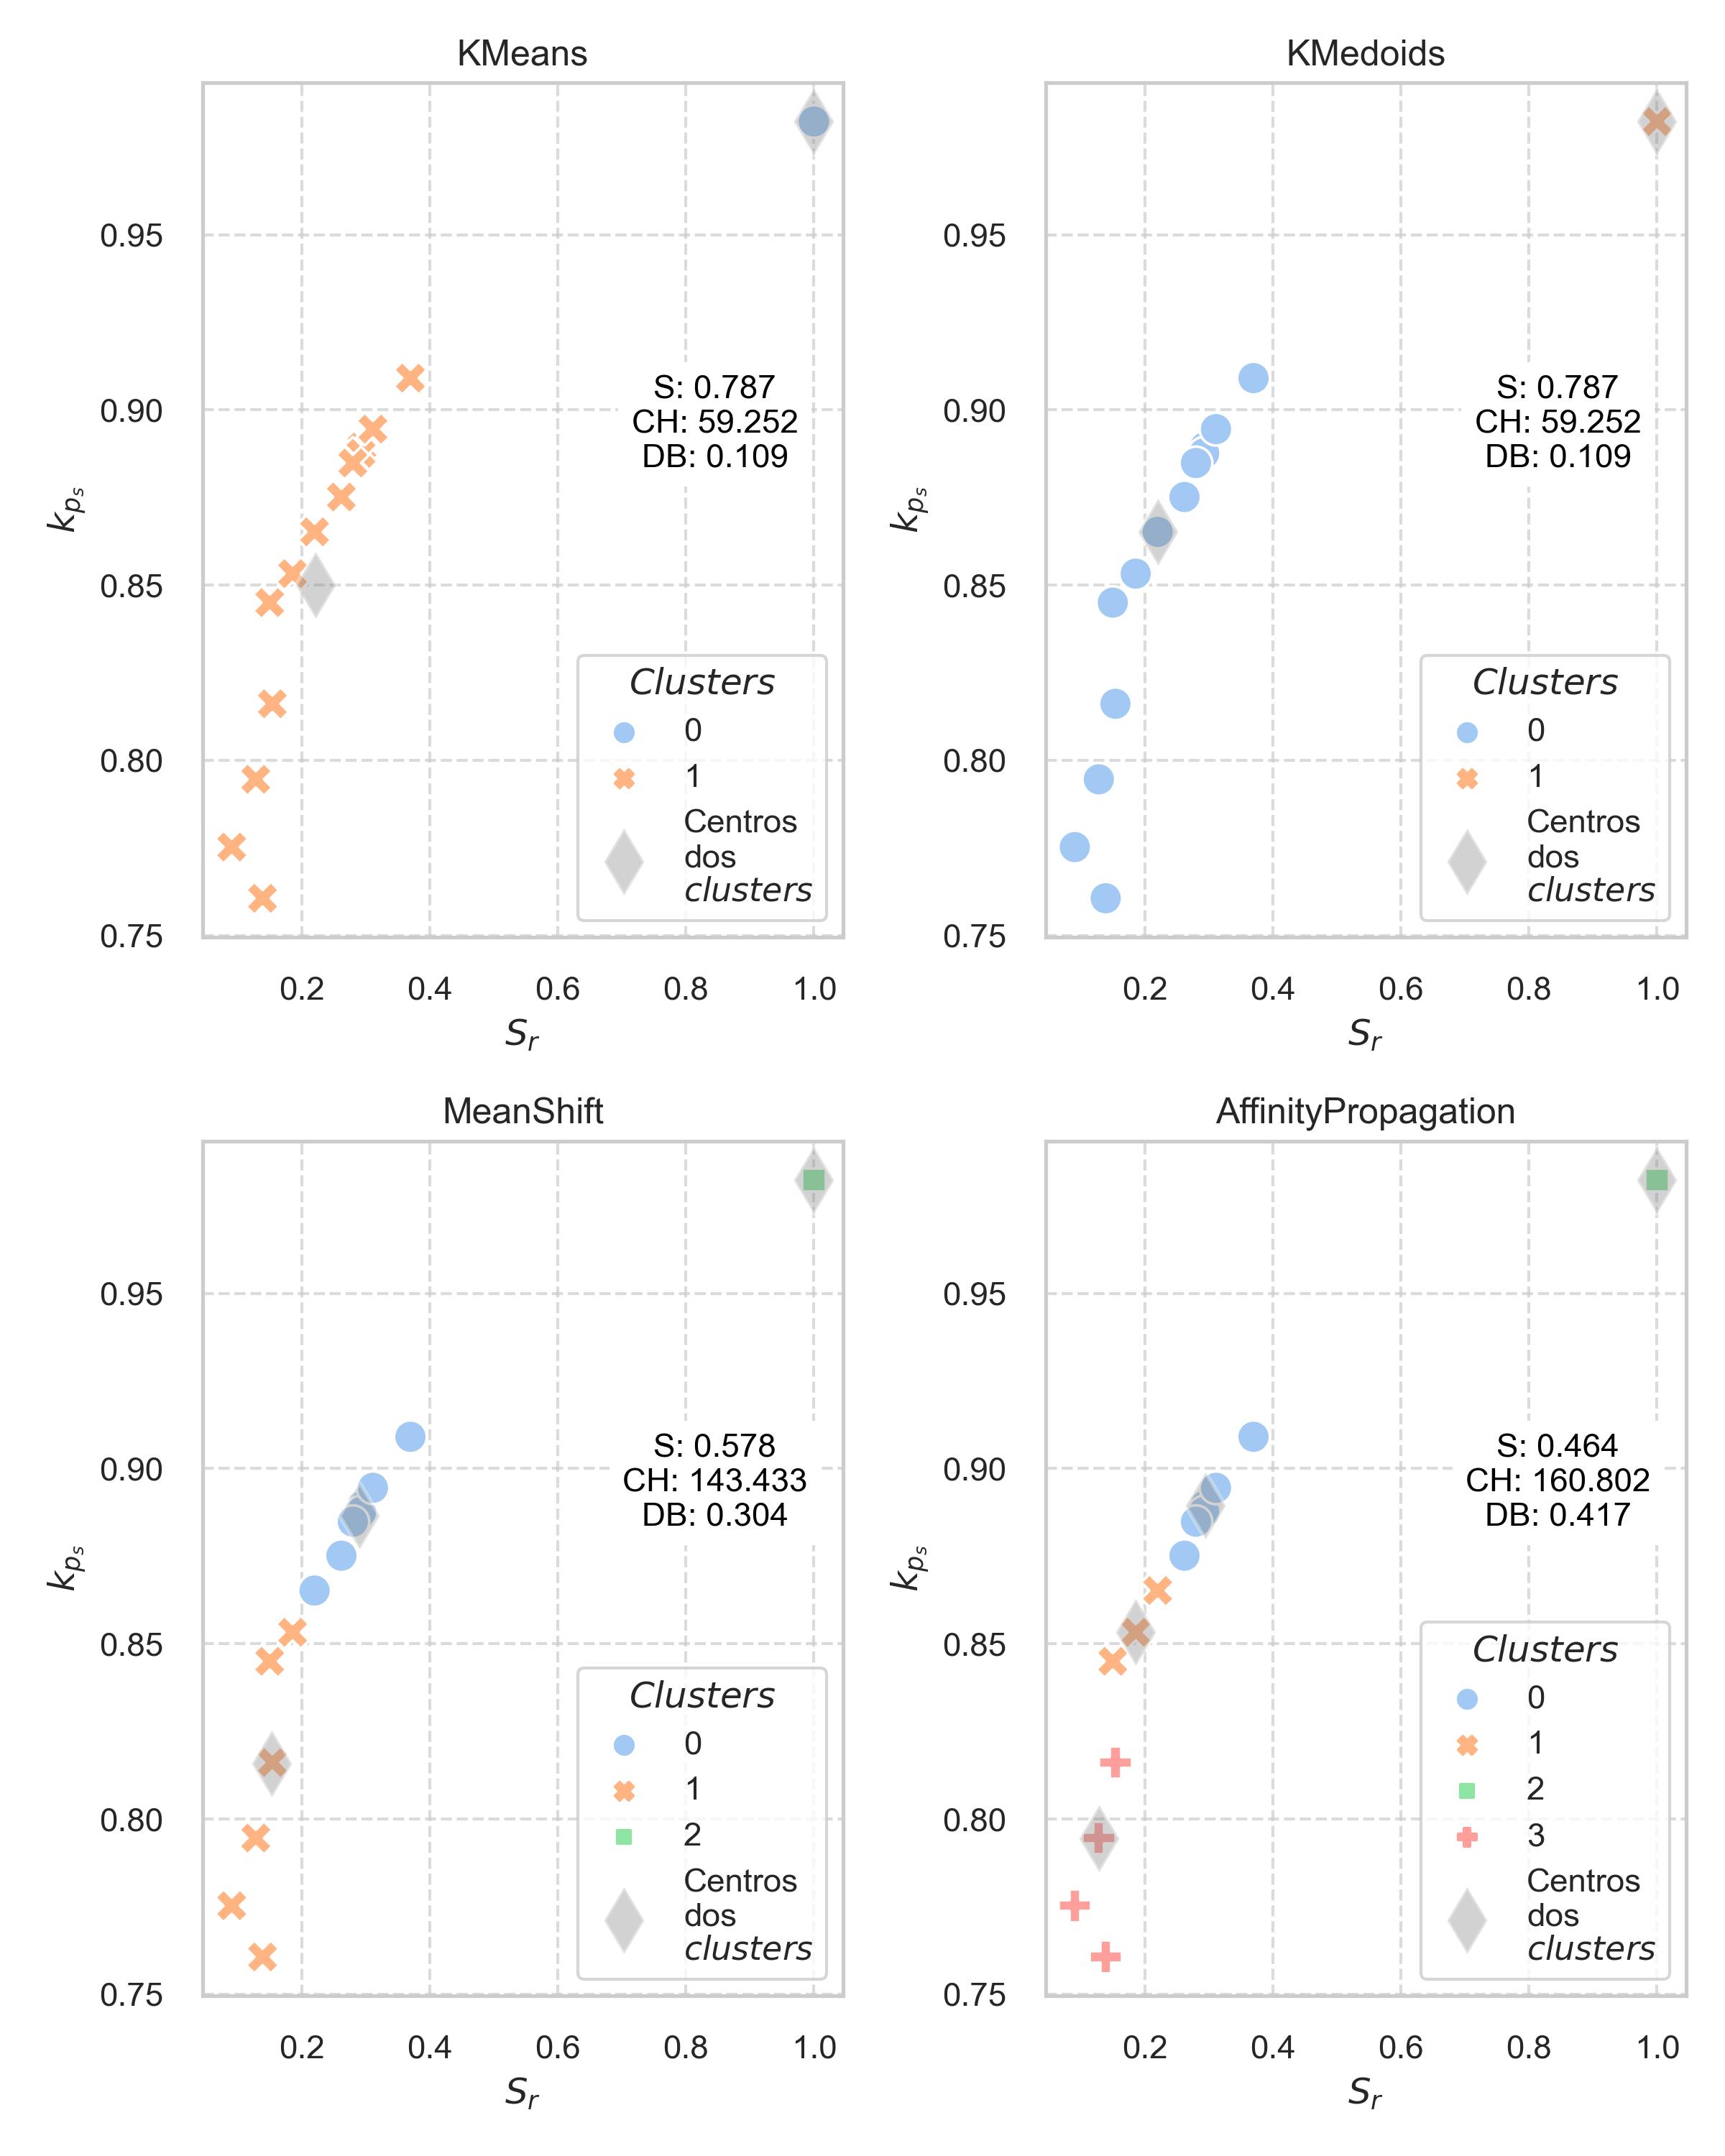 KMeans
0.95
0.90
0.85
0.80
0.75
k_{p_s}
S: 0.787
CH: 59.252
DB: 0.109
Clusters
0
1
Centros
dos
clusters
0.2 0.4 0.6 0.8 1.0
S_r
KMedoids
0.95
0.90
0.85
0.80
0.75
k_{p_s}
S: 0.787
CH: 59.252
DB: 0.109
Clusters
0
1
Centros
dos
clusters
0.2 0.4 0.6 0.8 1.0
S_r
MeanShift
0.95
0.90
0.85
0.80
0.75
k_{p_s}
S: 0.578
CH: 143.433
DB: 0.304
Clusters
0
1
2
Centros
dos
clusters
0.2 0.4 0.6 0.8 1.0
S_r
AffinityPropagation
0.95
0.90
0.85
0.80
0.75
k_{p_s}
S: 0.464
CH: 160.802
DB: 0.417
Clusters
0
1
2
3
Centros
dos
clusters
0.2 0.4 0.6 0.8 1.0
S_r